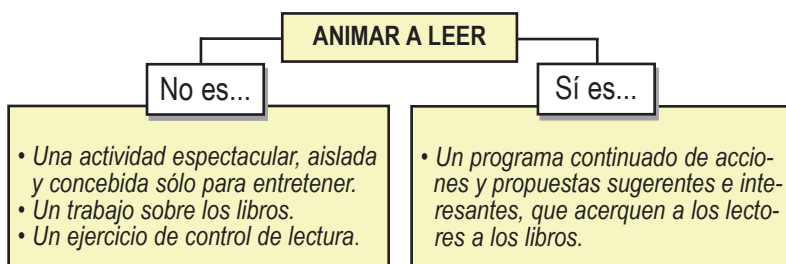 ANIMAR A LEER
No es...
• Una actividad espectacular, aislada
y concebida sólo para entretener.
• Un trabajo sobre los libros.
• Un ejercicio de control de lectura.
Sí es...
• Un programa continuado de accio-
nes y propuestas sugerentes e inte-
resantes, que acerquen a los lecto-
res a los libros.